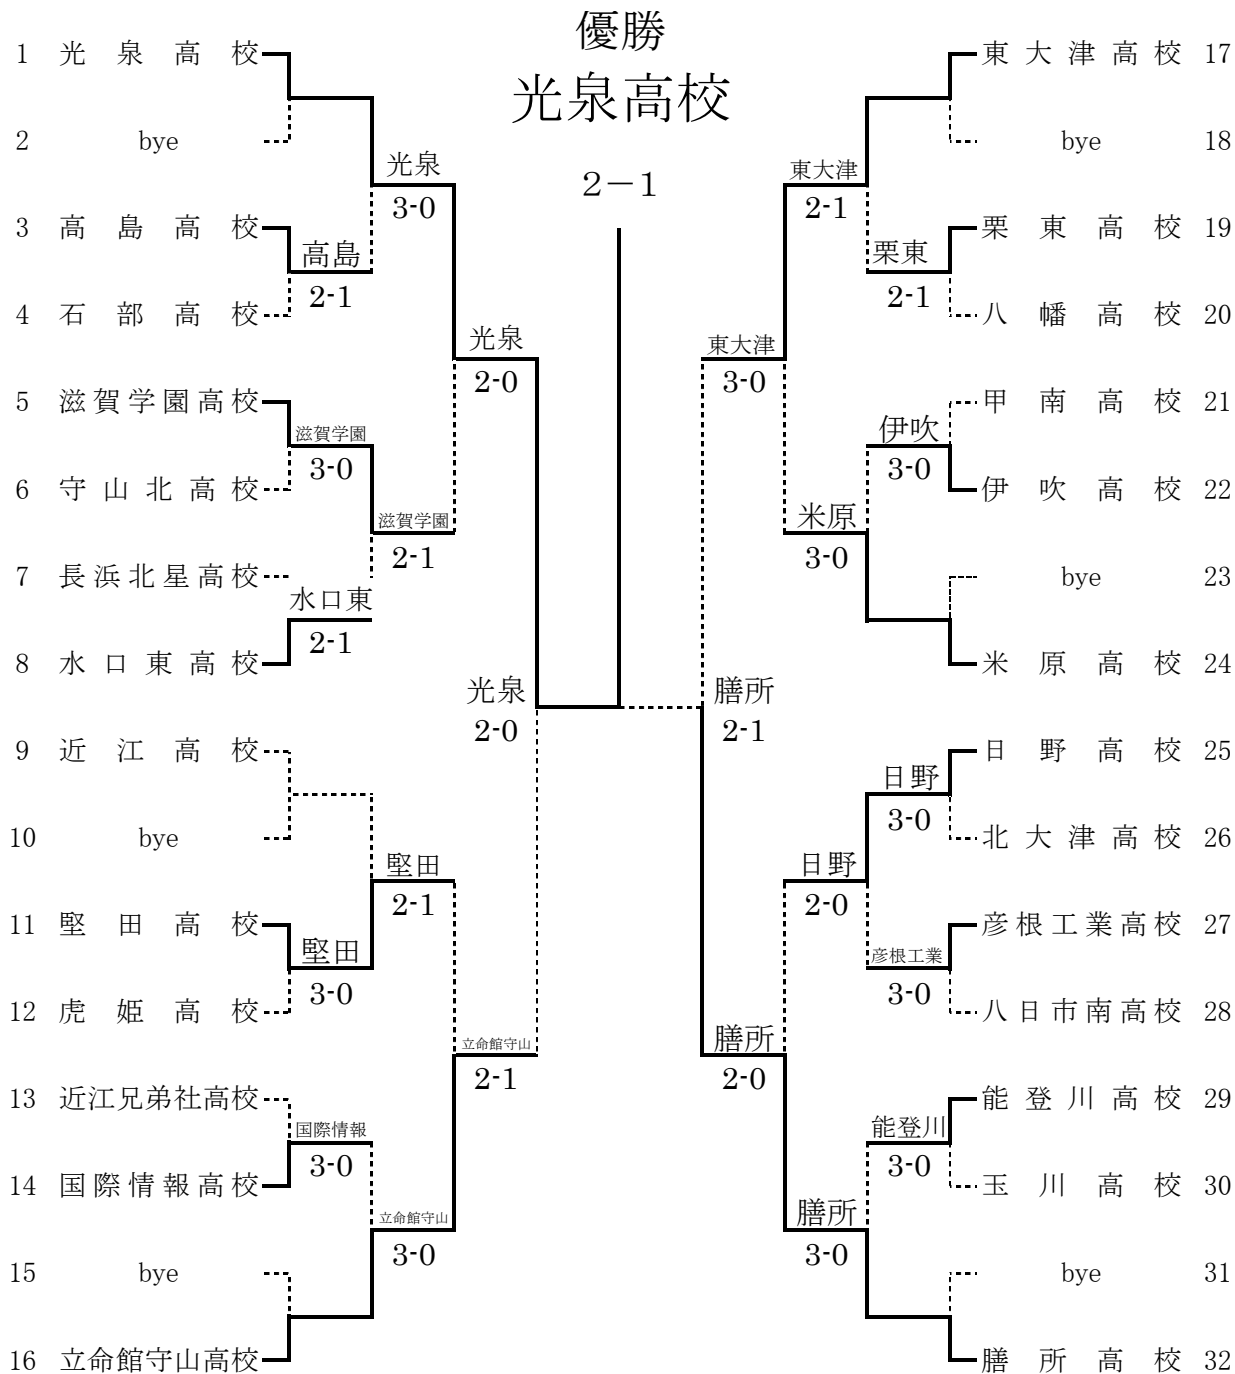 優勝
光泉高校
2－1
1 光泉高校
2 bye
光泉
3-0
3 高島高校
高島
2-1
4 石部高校
光泉
2-0
5 滋賀学園高校
滋賀学園
3-0
6 守山北高校
滋賀学園
2-1
7 長浜北星高校
水口東
2-1
8 水口東高校
光泉
2-0
9 近江高校
10 bye
堅田
2-1
11 堅田高校
堅田
3-0
12 虎姫高校
立命館守山
2-1
13 近江兄弟社高校
国際情報
3-0
14 国際情報高校
立命館守山
3-0
15 bye
16 立命館守山高校
東大津高校 17
bye 18
東大津
2-1
栗東高校 19
栗東
2-1
八幡高校 20
東大津
3-0
甲南高校 21
伊吹
3-0
伊吹高校 22
米原
3-0
bye 23
米原高校 24
膳所
2-1
日野高校 25
日野
3-0
北大津高校 26
日野
2-0
彦根工業高校 27
彦根工業
3-0
八日市南高校 28
膳所
2-0
能登川高校 29
能登川
3-0
玉川高校 30
膳所
3-0
bye 31
膳所高校 32